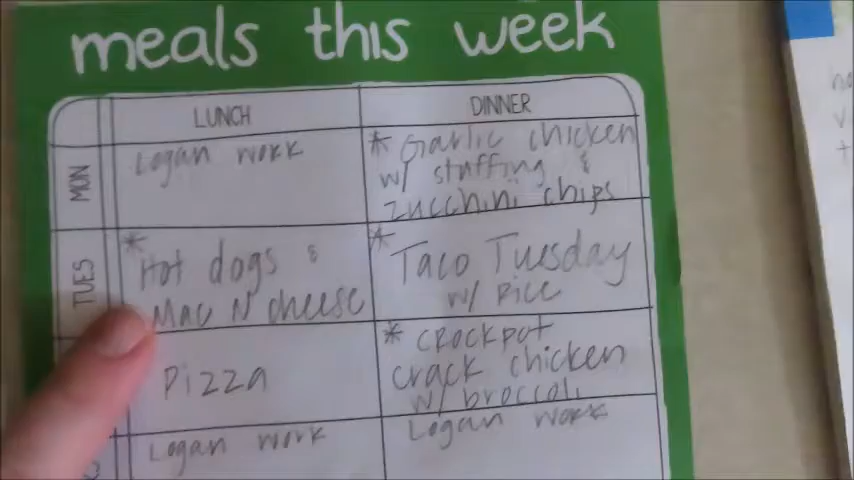 meals this week
LUNCH
DINNER
MON
Logan work
* Garlic chicken
w/ stuffing &
zucchini chips
TUES
* Hot dogs &
Mac N cheese
* Taco Tuesday
w/ Rice
Pizza
* crockpot
crack chicken
w/ broccoli
Logan work
Logan work